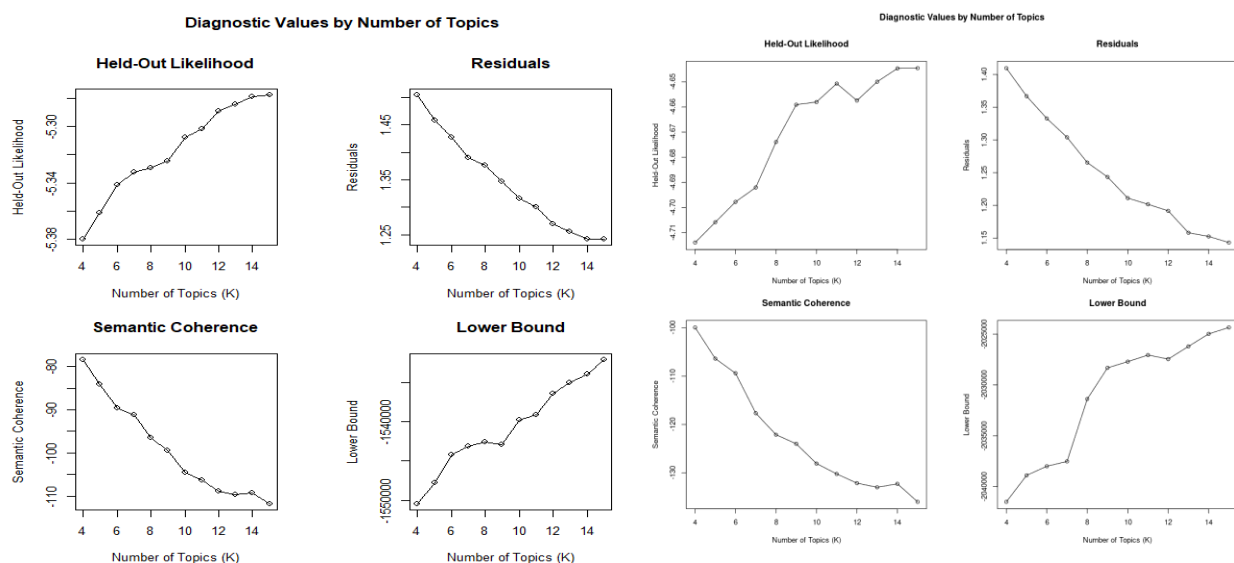 Diagnostic Values by Number of Topics
Held-Out Likelihood
Residuals
Held-Out Likelihood
-5.30
-5.34
-5.38
4 6 8 10 12 14
Number of Topics (K)
Residuals
1.45
1.35
1.25
4 6 8 10 12 14
Number of Topics (K)
Semantic Coherence
Lower Bound
Semantic Coherence
-80
-90
-100
-110
4 6 8 10 12 14
Number of Topics (K)
Lower Bound
-1540000
-1550000
4 6 8 10 12 14
Number of Topics (K)
Diagnostic Values by Number of Topics
Held-Out Likelihood
Residuals
Held-Out Likelihood
-4.65
-4.66
-4.67
-4.68
-4.69
-4.70
-4.71
4 6 8 10 12 14
Number of Topics (K)
Residuals
1.40
1.35
1.30
1.25
1.20
1.15
4 6 8 10 12 14
Number of Topics (K)
Semantic Coherence
Lower Bound
Semantic Coherence
-100
-110
-120
-130
4 6 8 10 12 14
Number of Topics (K)
Lower Bound
-2025000
-2030000
-2035000
-2040000
4 6 8 10 12 14
Number of Topics (K)